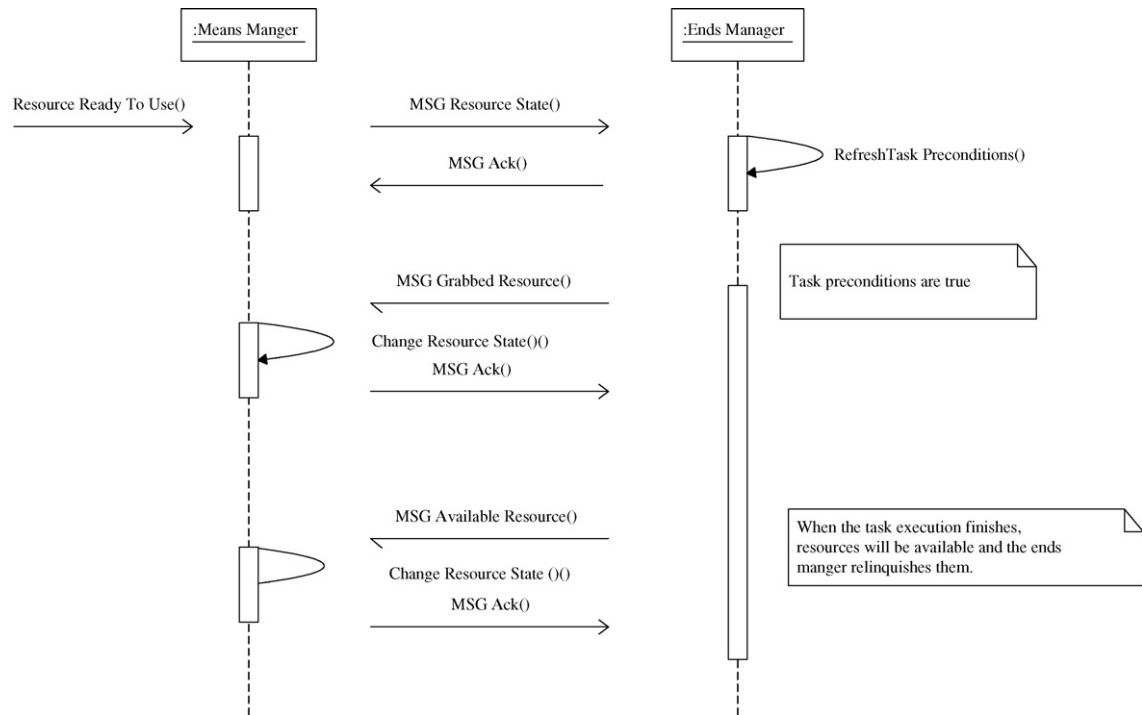 :Means Manger
:Ends Manager
Resource Ready To Use()
MSG Resource State()
MSG Ack()
RefreshTask Preconditions()
Task preconditions are true
MSG Grabbed Resource()
Change Resource State()()
MSG Ack()
MSG Available Resource()
When the task execution finishes,
resources will be available and the ends
manger relinquishes them.
Change Resource State ()()
MSG Ack()